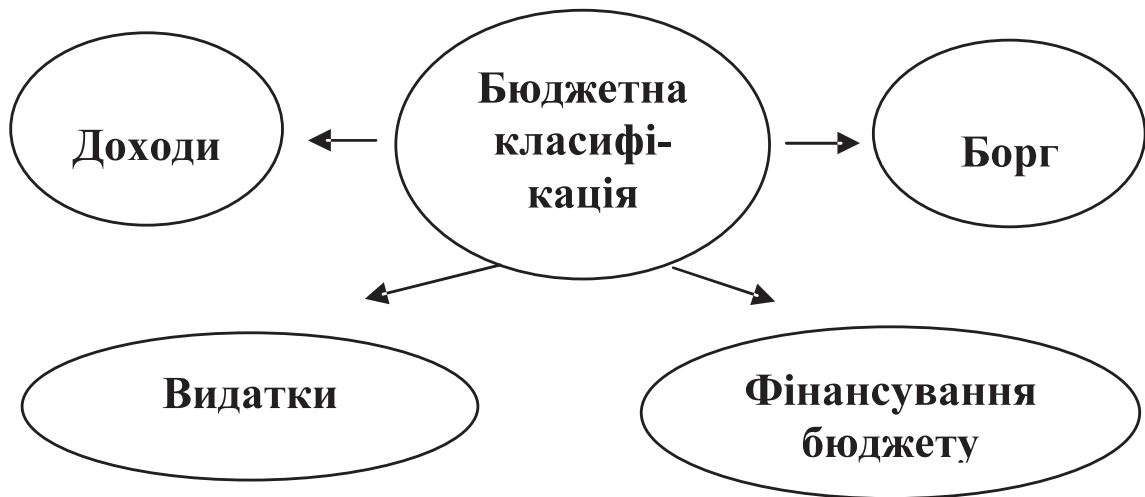 Бюджетна
класифі-
кація
Доходи
Борг
Видатки
Фінансування
бюджету